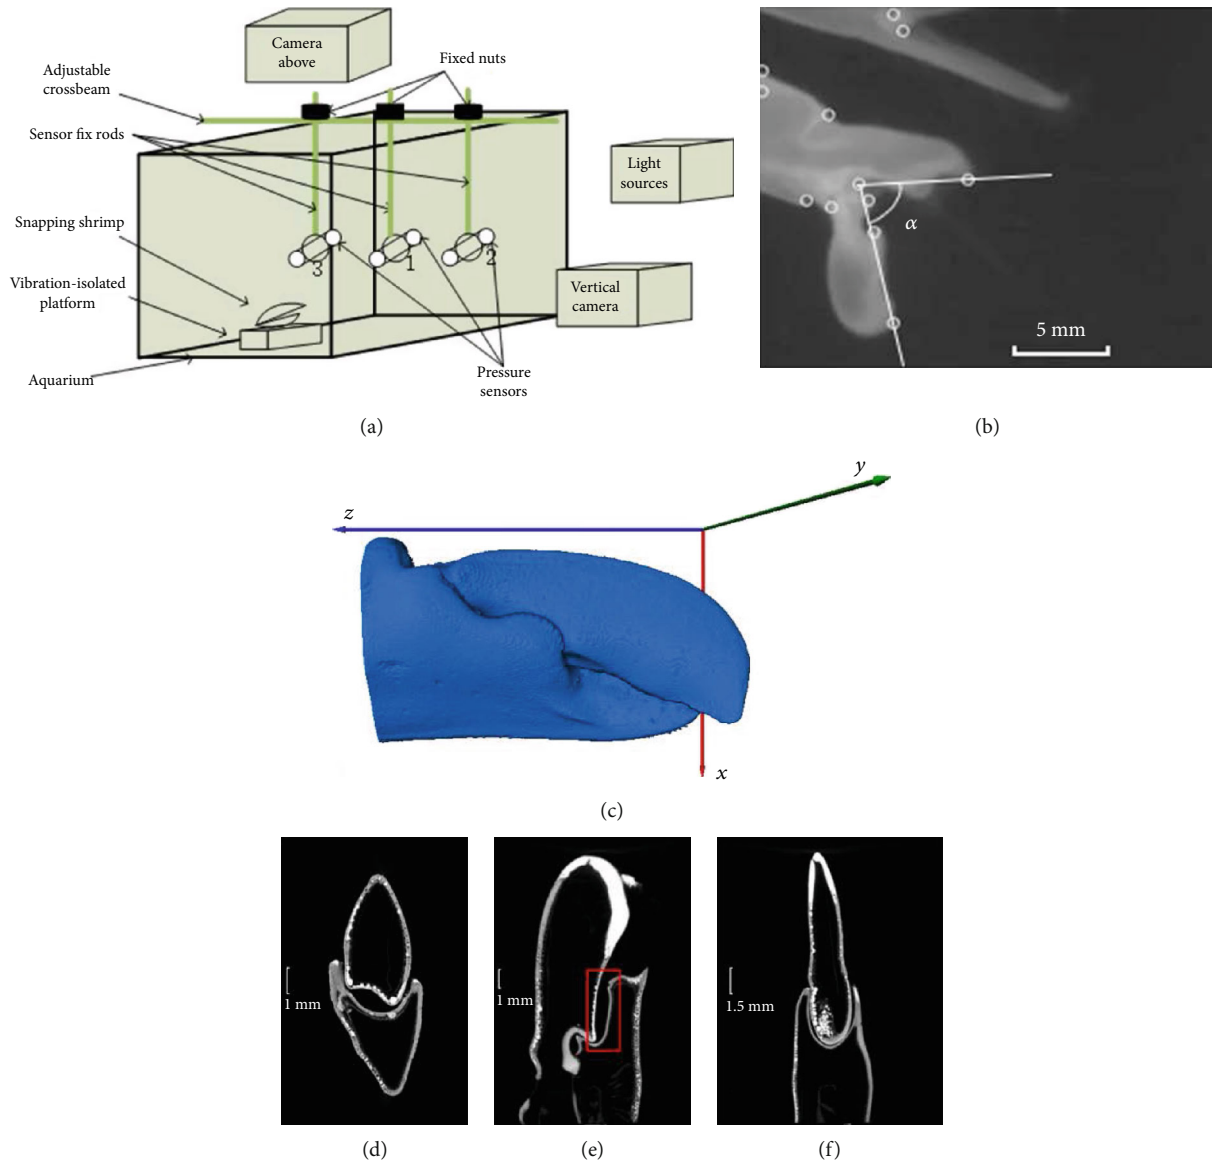 Camera
above
Fixed nuts
Adjustable
crossbeam
Sensor fix rods
Light
sources
Snapping shrimp
3
1
2
Vibration-isolated
platform
Vertical
camera
Pressure
sensors
Aquarium
(a)
α
5 mm
(b)
y
z
x
(c)
1 mm
(d)
1 mm
(e)
1.5 mm
(f)